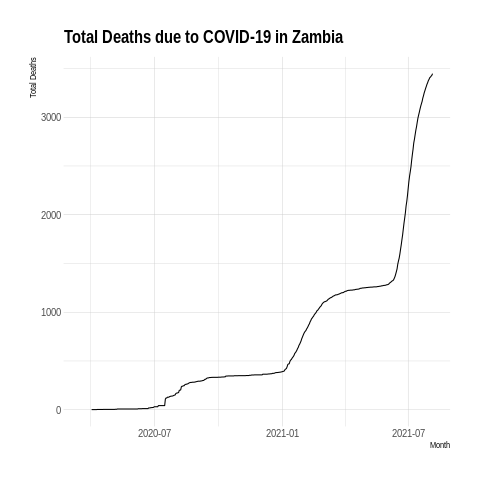 Total Deaths due to COVID-19 in Zambia
Total Deaths
3000
2000
1000
0
2020-07
2021-01
2021-07
Month